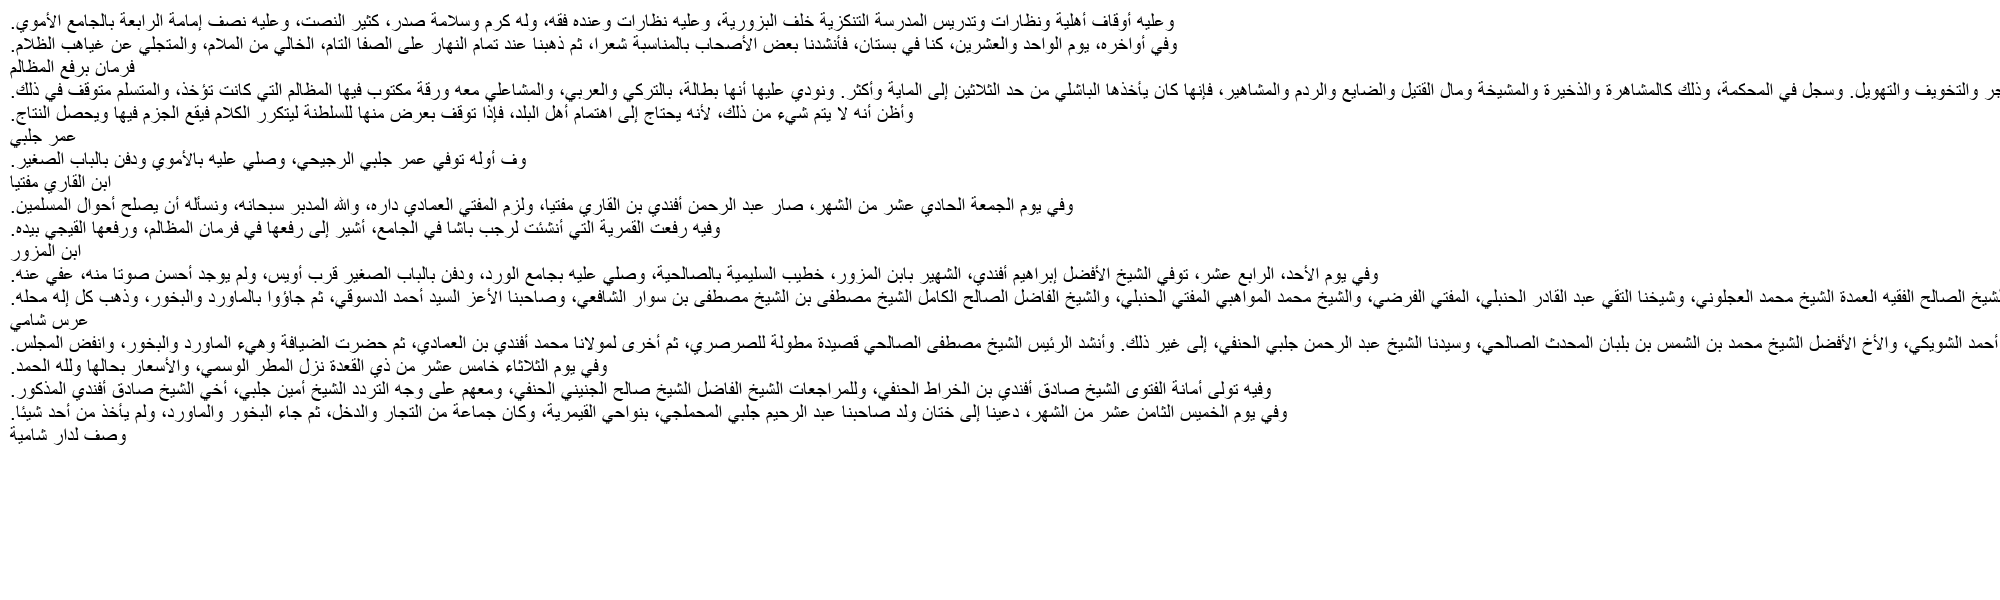 وعليه أوقاف أهلية ونظارات وتدريس المدرسة التنكزية خلف البزورية، وعليه نظارات وعنده فقه، وله كرم وسلامة صدر، كثير النصت، وعليه نصف إمامة الرابعة بالجامع الأموي.
وفي أواخره، يوم الواحد والعشرين، كنا في بستان، فأنشدنا بعض الأصحاب بالمناسبة شعرا، ثم ذهبنا عند تمام النهار على الصفا التام، الخالي من الملام، والمتجلي عن غياهب الظلام.
فرمان برفع المظالم
والتخويف والتهويل. وسجل في المحكمة، وذلك كالمشاهرة والذخيرة والمشيخة ومال القتيل والضايع والردم والمشاهير، فإنها كان يأخذها الباشلي من حد الثلاثين إلى الماية وأكثر. ونودي عليها أنها بطالة، بالتركي والعربي، والمشاعلي معه ورقة مكتوب فيها المظالم التي كانت تؤخذ، والمتسلم متوقف في ذلك.
وأظن أنه لا يتم شيء من ذلك، لأنه يحتاج إلى اهتمام أهل البلد، فإذا توقف بعرض منها للسلطنة ليتكرر الكلام فيقع الجزم فيها ويحصل النتاج.
عمر جلبي
وف أوله توفي عمر جلبي الرجيحي، وصلي عليه بالأموي ودفن بالباب الصغير.
ابن القاري مفتيا
وفي يوم الجمعة الحادي عشر من الشهر، صار عبد الرحمن أفندي بن القاري مفتيا، ولزم المفتي العمادي داره، والله المدبر سبحانه، ونسأله أن يصلح أحوال المسلمين.
وفيه رفعت القمرية التي أنشئت لرجب باشا في الجامع، أشير إلى رفعها في فرمان المظالم، ورفعها القيجي بيده.
ابن المزور
وفي يوم الأحد، الرابع عشر، توفي الشيخ الأفضل إبراهيم أفندي، الشهير بابن المزور، خطيب السليمية بالصالحية، وصلي عليه بجامع الورد، ودفن بالباب الصغير قرب أويس، ولم يوجد أحسن صوتا منه، عفي عنه.
الصالح الفقيه العمدة الشيخ محمد العجلوني، وشيخنا التقي عبد القادر الحنبلي، المفتي الفرضي، والشيخ محمد المواهبي المفتي الحنبلي، والشيخ الفاضل الصالح الكامل الشيخ مصطفى بن الشيخ مصطفى بن سوار الشافعي، وصاحبنا الأعز السيد أحمد الدسوقي، ثم جاؤوا بالماورد والبخور، وذهب كل إله محله.
عرس شامي
أحمد الشويكي، والأخ الأفضل الشيخ محمد بن الشمس بن بلبان المحدث الصالحي، وسيدنا الشيخ عبد الرحمن جلبي الحنفي، إلى غير ذلك. وأنشد الرئيس الشيخ مصطفى الصالحي قصيدة مطولة للصرصري، ثم أخرى لمولانا محمد أفندي بن العمادي، ثم حضرت الضيافة وهيء الماورد والبخور، وانفض المجلس.
وفي يوم الثلاثاء خامس عشر من ذي القعدة نزل المطر الوسمي، والأسعار بحالها ولله الحمد.
وفيه تولى أمانة الفتوى الشيخ صادق أفندي بن الخراط الحنفي، وللمراجعات الشيخ الفاضل الشيخ صالح الجنيني الحنفي، ومعهم على وجه التردد الشيخ أمين جلبي، أخي الشيخ صادق أفندي المذكور.
وفي يوم الخميس الثامن عشر من الشهر، دعينا إلى ختان ولد صاحبنا عبد الرحيم جلبي المحملجي، بنواحي القيمرية، وكان جماعة من التجار والدخل، ثم جاء البخور والماورد، ولم يأخذ من أحد شيئا.
وصف لدار شامية